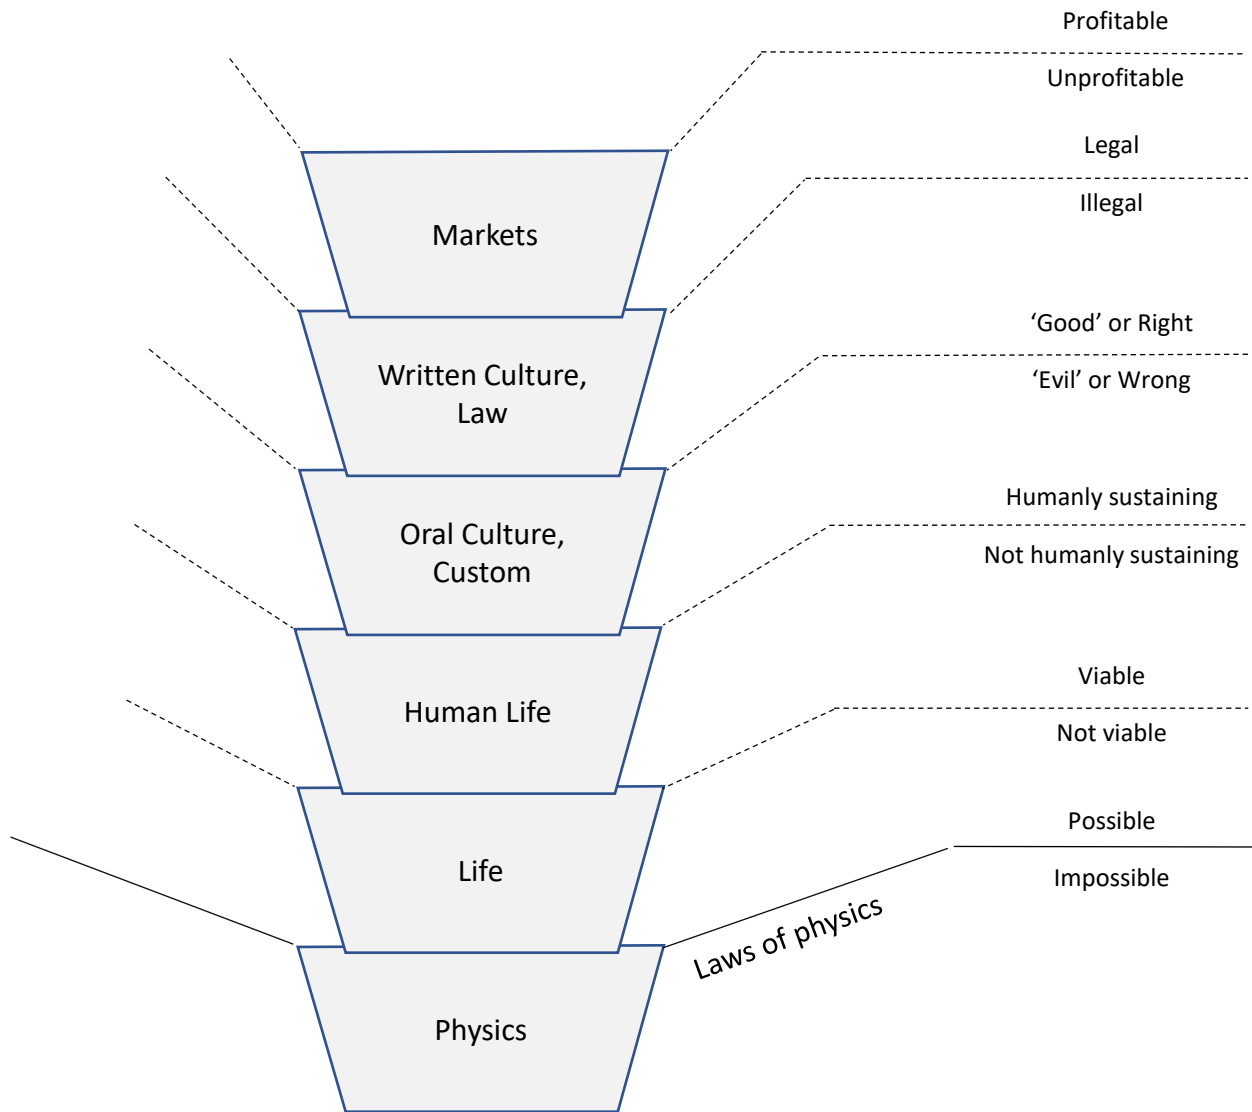 Profitable
Unprofitable
Legal
Illegal
Markets
‘Good’ or Right
‘Evil’ or Wrong
Written Culture,
Law
Humanly sustaining
Not humanly sustaining
Oral Culture,
Custom
Viable
Not viable
Human Life
Possible
Impossible
Life
Laws of physics
Physics